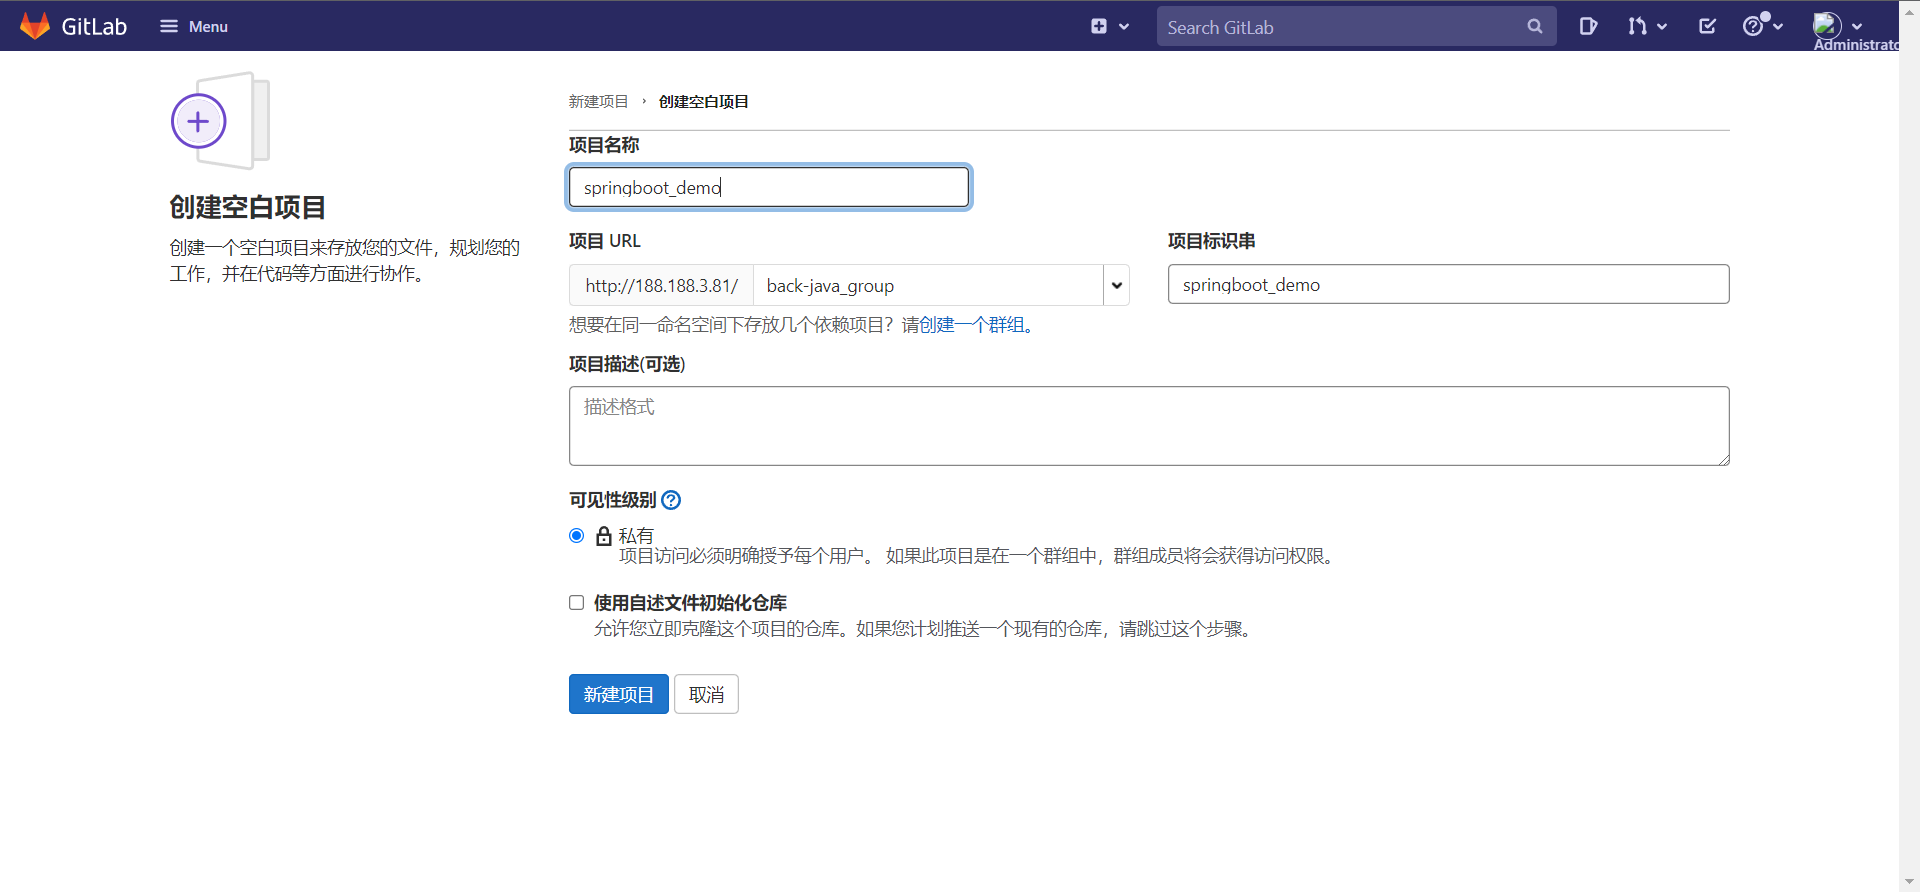 GitLab
Menu
Search GitLab
Administrato
新建项目 › 创建空白项目
创建空白项目
创建一个空白项目来存放您的文件，规划您的
工作，并在代码等方面进行协作。
项目名称
springboot_demo
项目 URL
http://188.188.3.81/
back-java_group
项目标识串
springboot_demo
想要在同一命名空间下存放几个依赖项目？请创建一个群组。
项目描述(可选)
描述格式
可见性级别
私有
项目访问必须明确授予每个用户。 如果此项目是在一个群组中，群组成员将会获得访问权限。
使用自述文件初始化仓库
允许您立即克隆这个项目的仓库。如果您计划推送一个现有的仓库，请跳过这个步骤。
新建项目
取消